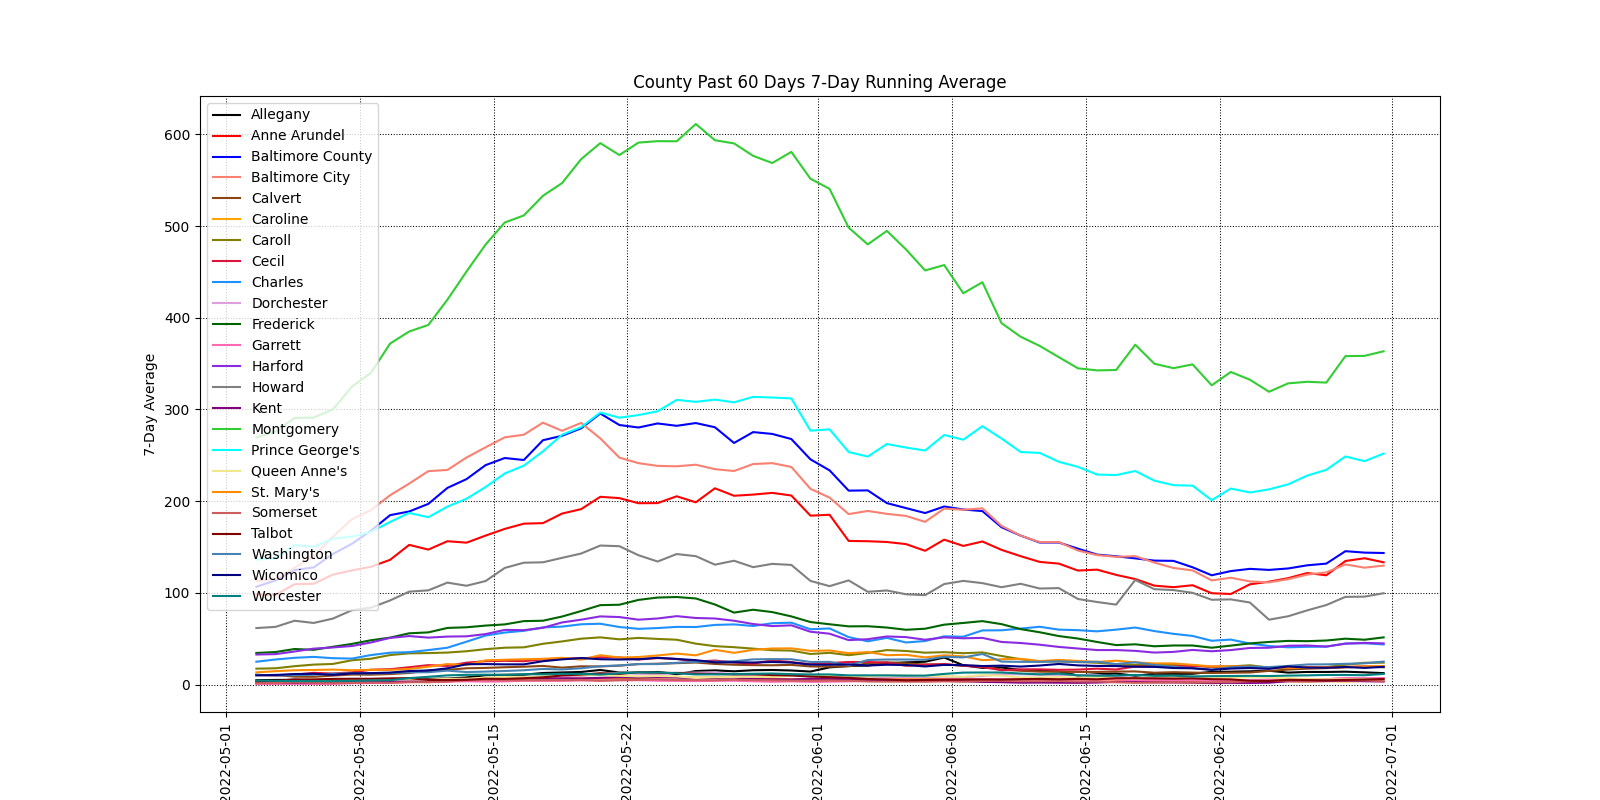 County Past 60 Days 7-Day Running Average
7-Day Average
600
500
400
300
200
100
0
Allegany
Anne Arundel
Baltimore County
Baltimore City
Calvert
Caroline
Caroll
Cecil
Charles
Dorchester
Frederick
Garrett
Harford
Howard
Kent
Montgomery
Prince George's
Queen Anne's
St. Mary's
Somerset
Talbot
Washington
Wicomico
Worcester
2022-05-01
2022-05-08
2022-05-15
2022-05-22
2022-06-01
2022-06-08
2022-06-15
2022-06-22
2022-07-01